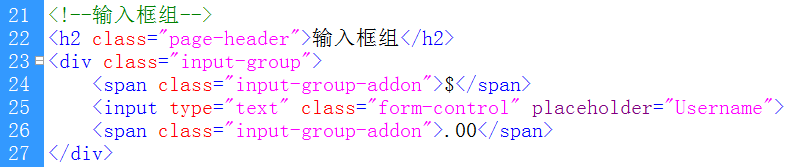 21 <!--输入框组-->
22 <h2 class="page-header">输入框组</h2>
23 <div class="input-group">
24     <span class="input-group-addon">$</span>
25     <input type="text" class="form-control" placeholder="Username">
26     <span class="input-group-addon">.00</span>
27 </div>